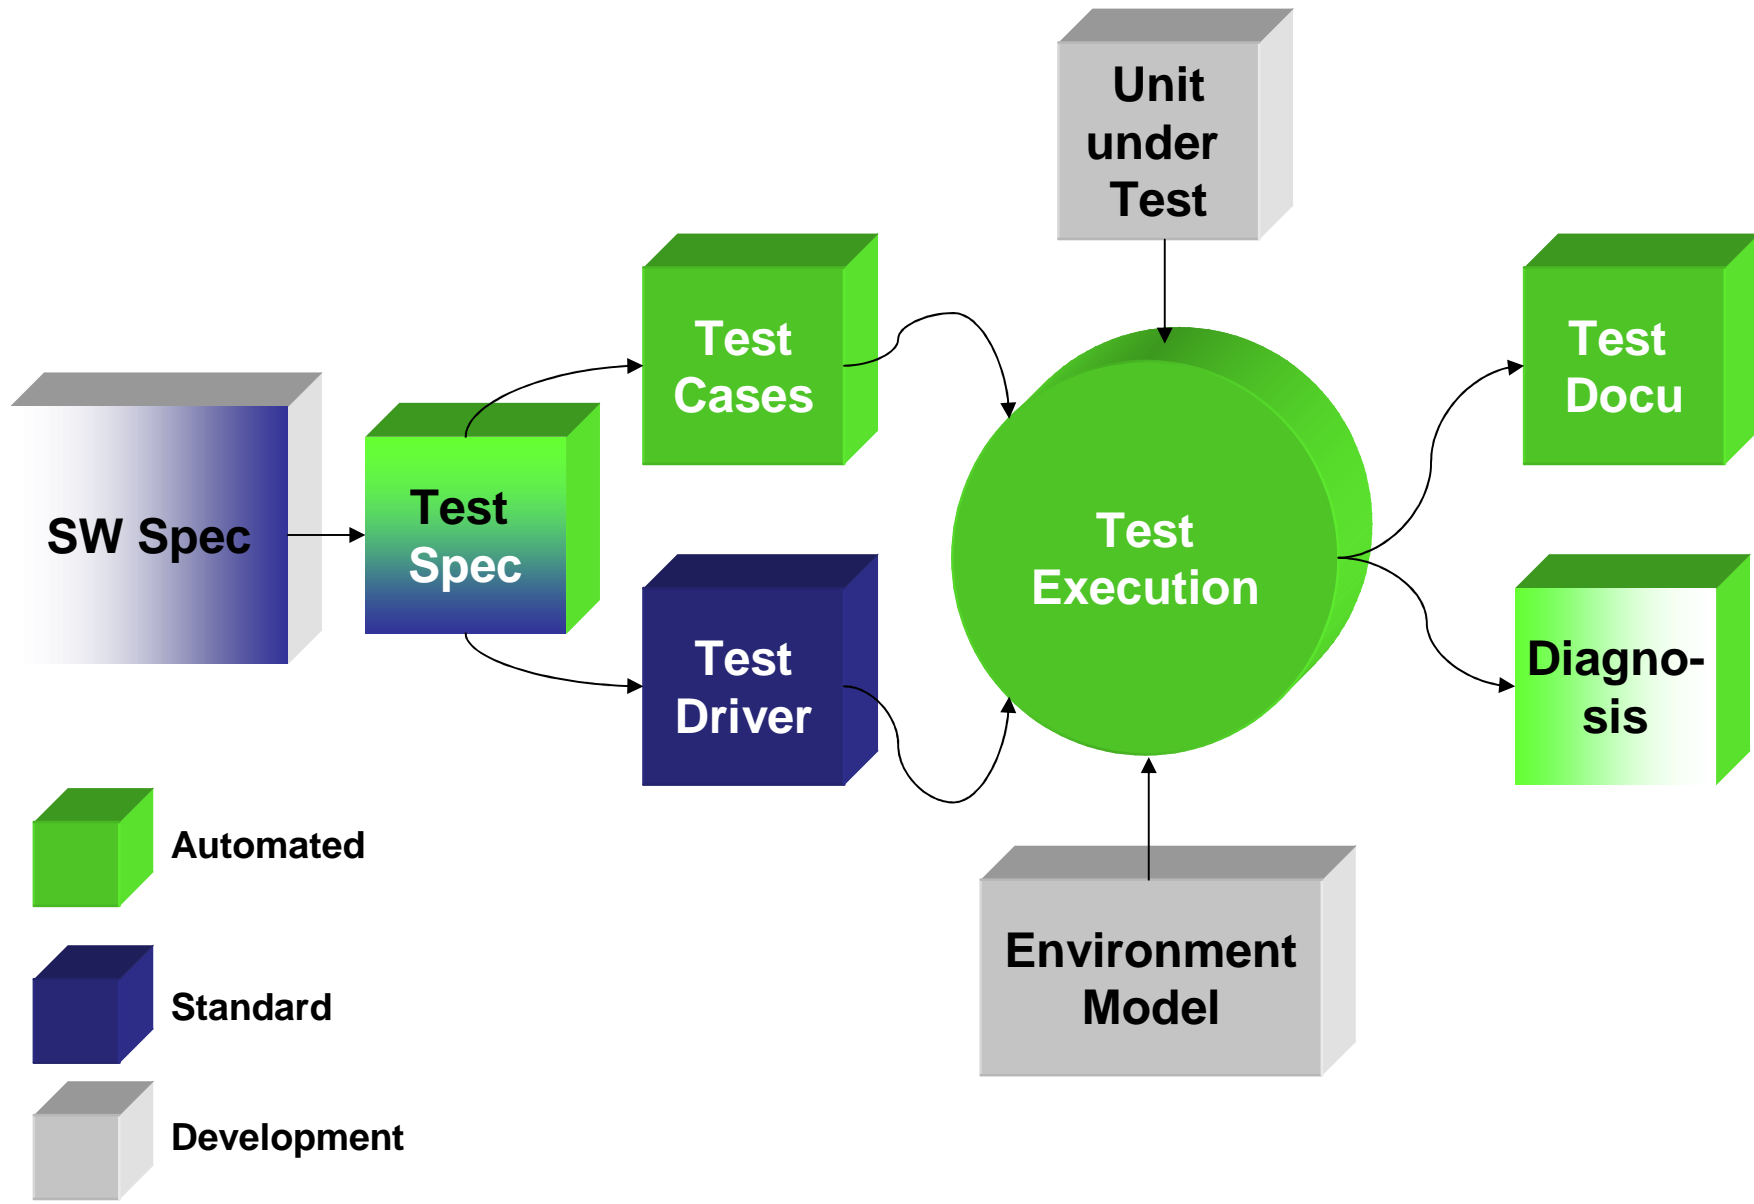 Unit
under
Test
Test
Cases
Test
Docu
SW Spec
Test
Spec
Test
Execution
Test
Driver
Diagno-
sis
Automated
Environment
Model
Standard
Development